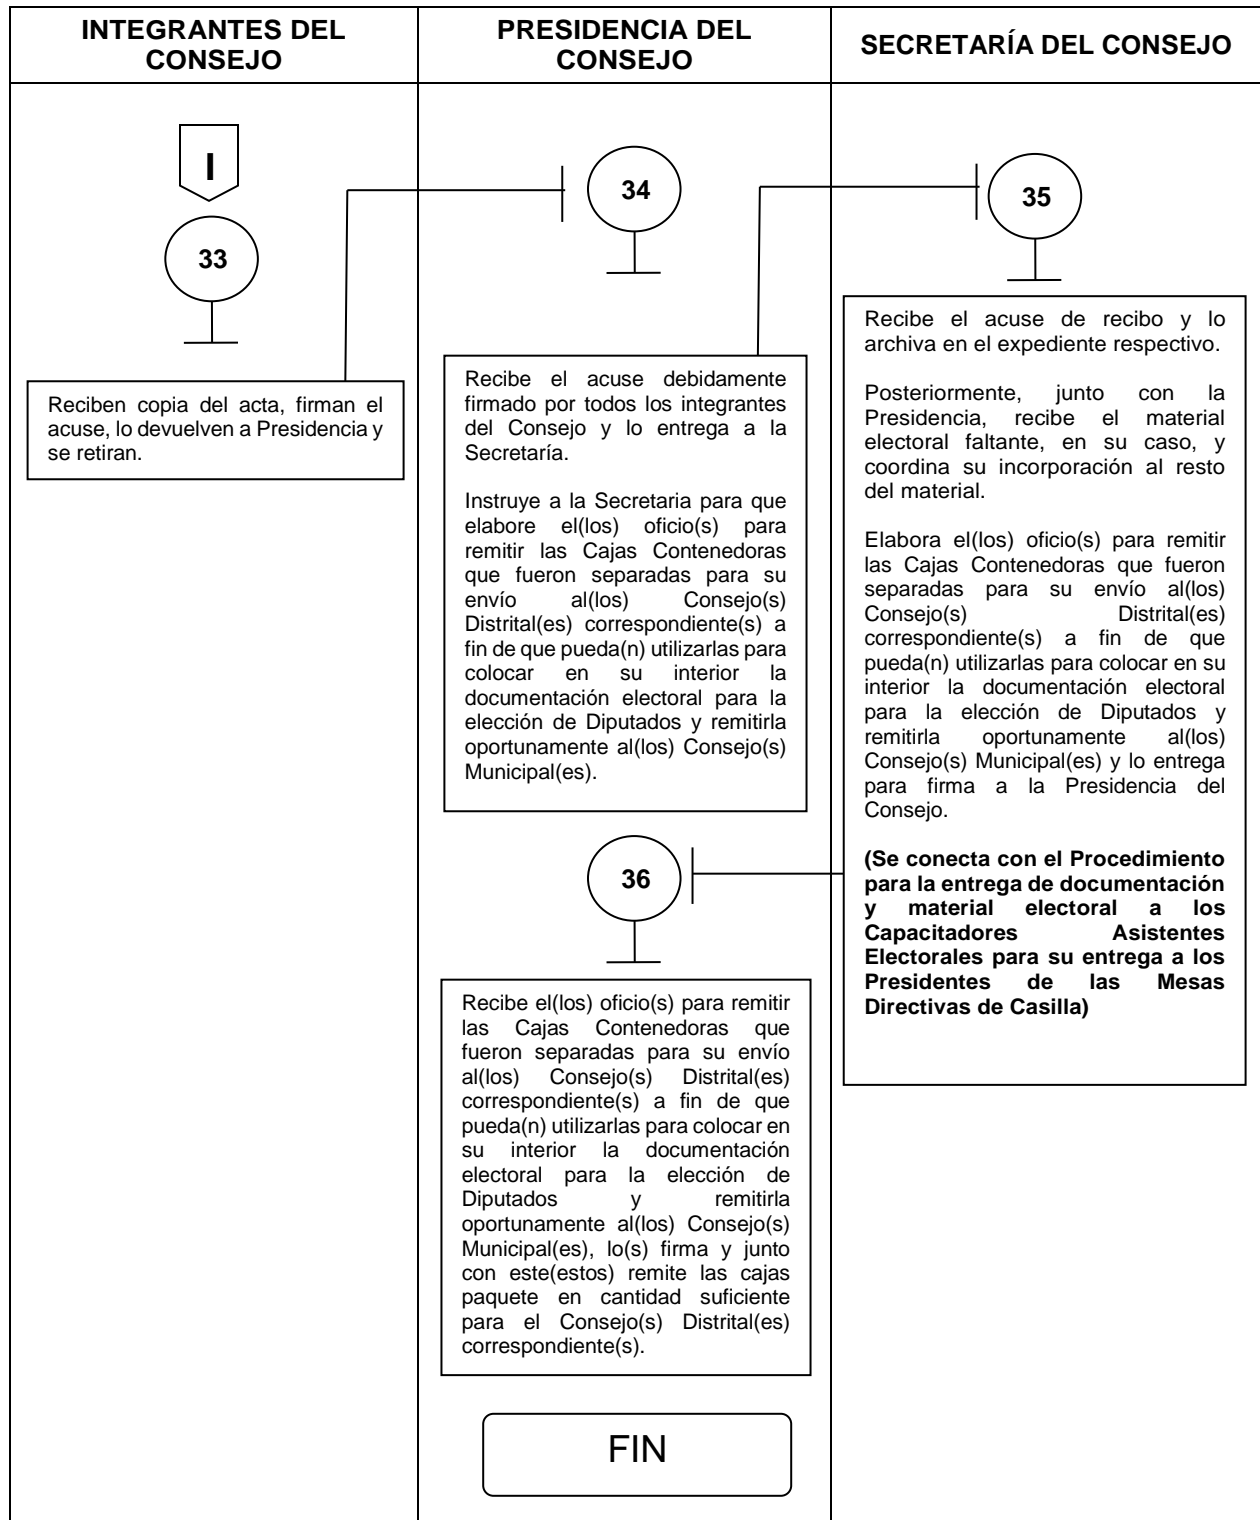 INTEGRANTES DEL
CONSEJO
PRESIDENCIA DEL
CONSEJO
SECRETARÍA DEL CONSEJO
I
33
Reciben copia del acta, firman el
acuse, lo devuelven a Presidencia y
se retiran.
34
Recibe el acuse debidamente
firmado por todos los integrantes
del Consejo y lo entrega a la
Secretaría.
Instruye a la Secretaria para que
elabore el(los) oficio(s) para
remitir las Cajas Contenedoras
que fueron separadas para su
envío al(los) Consejo(s)
Distrital(es) correspondiente(s) a
fin de que pueda(n) utilizarlas para
colocar en su interior la
documentación electoral para la
elección de Diputados y remitirla
oportunamente al(los) Consejo(s)
Municipal(es).
35
Recibe el acuse de recibo y lo
archiva en el expediente respectivo.
Posteriormente, junto con la
Presidencia, recibe el material
electoral faltante, en su caso, y
coordina su incorporación al resto
del material.
Elabora el(los) oficio(s) para remitir
las Cajas Contenedoras que fueron
separadas para su envío al(los)
Consejo(s) Distrital(es)
correspondiente(s) a fin de que
pueda(n) utilizarlas para colocar en su
interior la documentación electoral
para la elección de Diputados y
remitirla oportunamente al(los)
Consejo(s) Municipal(es) y lo entrega
para firma a la Presidencia del
Consejo.
(Se conecta con el Procedimiento
para la entrega de documentación
y material electoral a los
Capacitadores Asistentes
Electorales para su entrega a los
Presidentes de las Mesas
Directivas de Casilla)
36
Recibe el(los) oficio(s) para remitir
las Cajas Contenedoras que
fueron separadas para su envío
al(los) Consejo(s) Distrital(es)
correspondiente(s) a fin de que
pueda(n) utilizarlas para colocar en
su interior la documentación
electoral para la elección de
Diputados y remitirla
oportunamente al(los) Consejo(s)
Municipal(es), lo(s) firma y junto
con este(estos) remite las cajas
paquete en cantidad suficiente
para el Consejo(s) Distrital(es)
correspondiente(s).
FIN